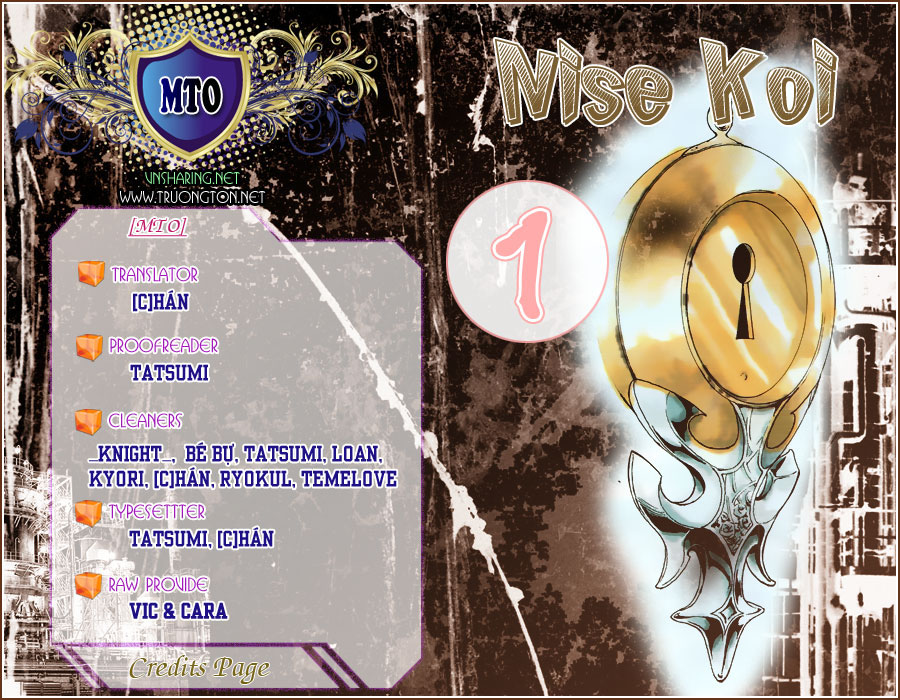 MTO
VNSHARING.NET
WWW.TRUONGTON.NET
[MTO]
TRANSLATOR
[C]HÁN
PROOFREADER
TATSUMI
CLEANERS
_KNIGHT_, BÉ BỰ, TATSUMI, LOAN,
KYORI, [C]HÁN, RYOKUL, TEMELOVE
TYPESETTTER
TATSUMI, [C]HÁN
RAW PROVIDE
VIC & CARA
Credits Page
Nise Koi
1